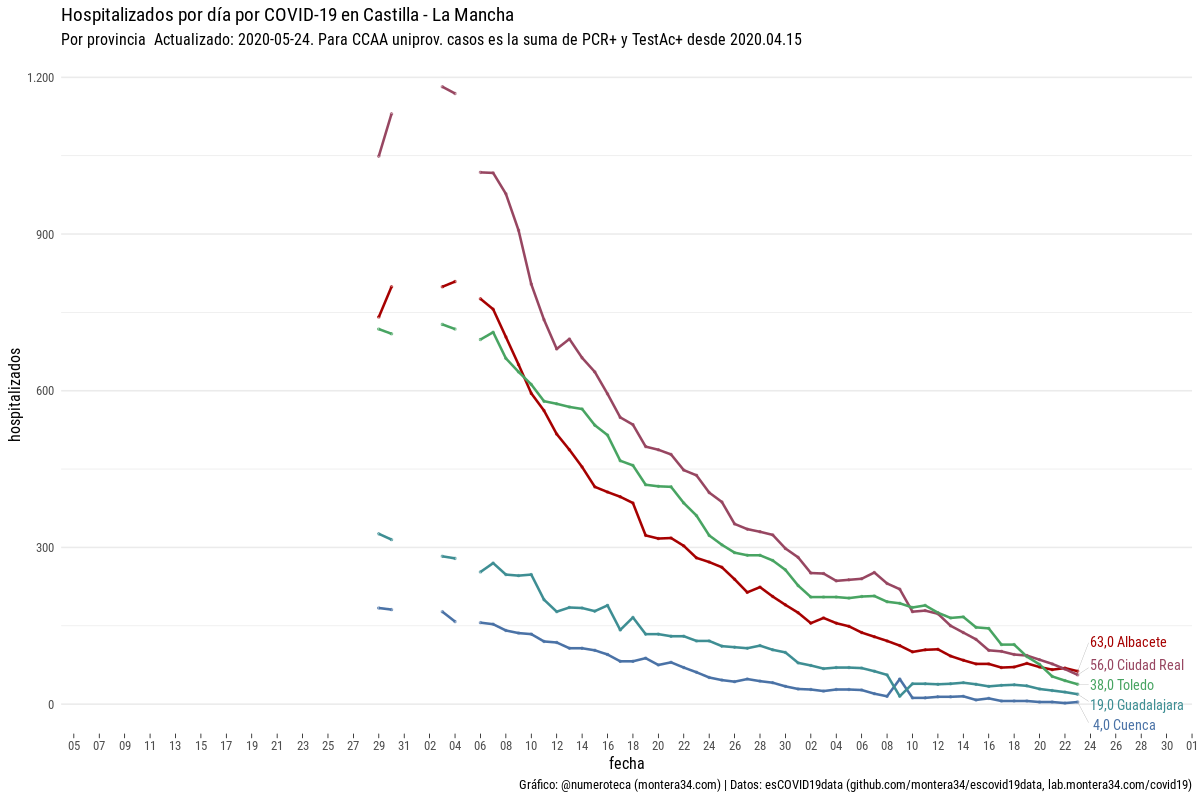 Hospitalizados por día por COVID-19 en Castilla - La Mancha
Por provincia  Actualizado: 2020-05-24. Para CCAA uniprov. casos es la suma de PCR+ y TestAc+ desde 2020.04.15
1.200
900
600
300
0
hospitalizados
63,0 Albacete
56,0 Ciudad Real
38,0 Toledo
19,0 Guadalajara
4,0 Cuenca
05 07 09 11 13 15 17 19 21 23 25 27 29 31 02 04 06 08 10 12 14 16 18 20 22 24 26 28 30 02 04 06 08 10 12 14 16 18 20 22 24 26 28 30 01
fecha
Gráfico: @numeroteca (montera34.com) | Datos: esCOVID19data (github.com/montera34/escovid19data, lab.montera34.com/covid19)